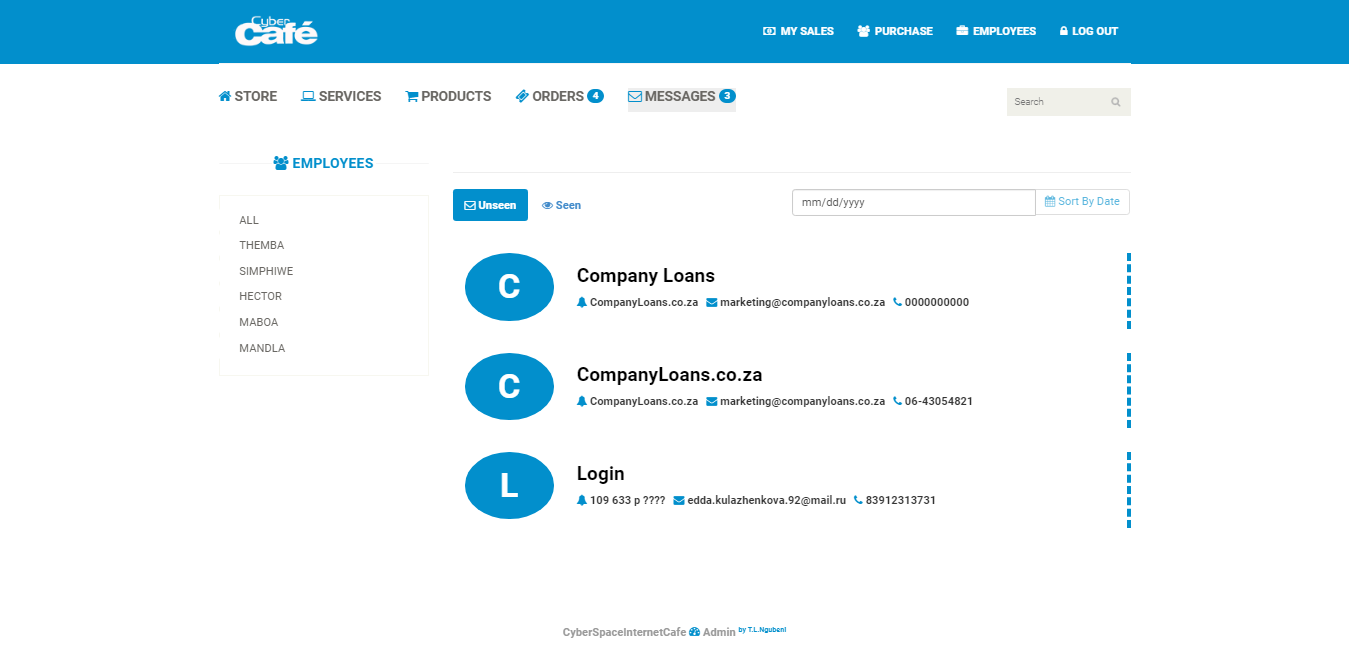 Cyber
Café
MY SALES PURCHASE EMPLOYEES LOG OUT
STORE SERVICES PRODUCTS ORDERS 4 MESSAGES 3
Search
EMPLOYEES
ALL
THEMBA
SIMPHIWE
HECTOR
MABOA
MANDLA
Unseen Seen mm/dd/yyyy Sort By Date
C
Company Loans
CompanyLoans.co.za marketing@companyloans.co.za 0000000000
C
CompanyLoans.co.za
CompanyLoans.co.za marketing@companyloans.co.za 06-43054821
L
Login
109 633 p ???? edda.kulazhenkova.92@mail.ru 83912313731
CyberSpaceInternetCafe Admin by T.L.Ngubeni